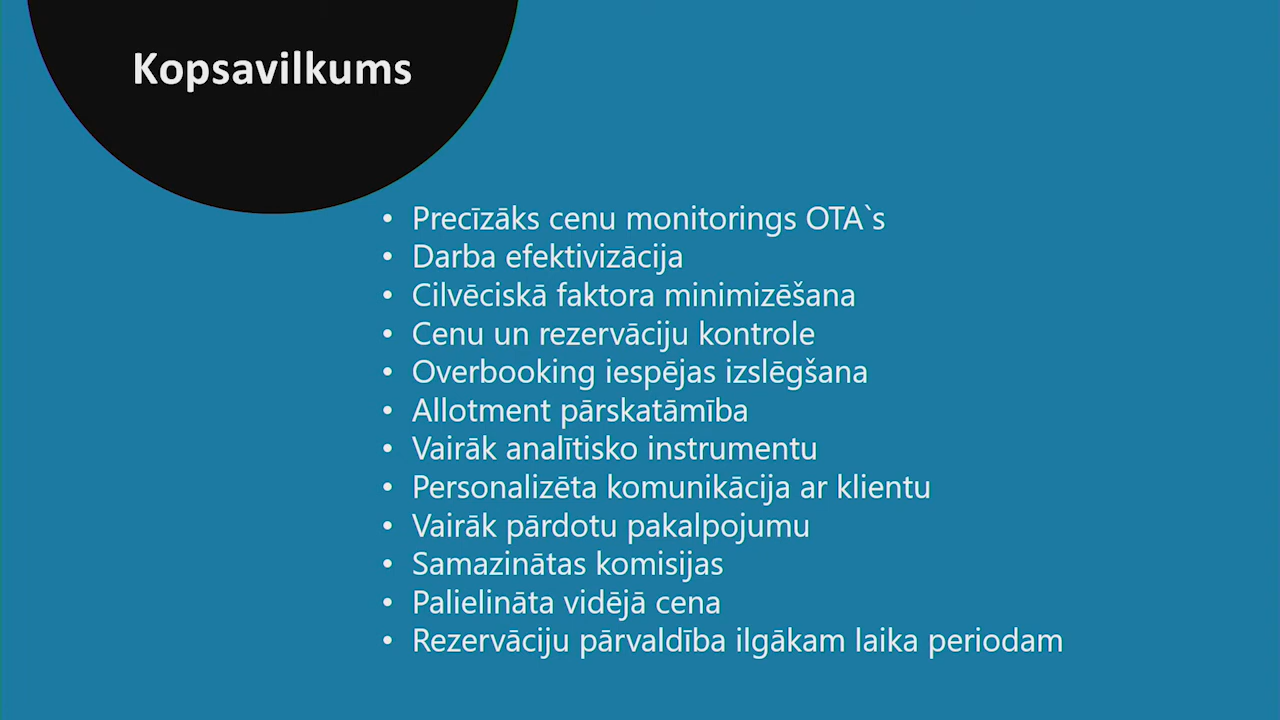 Kopsavilkums
• Precīzāks cenu monitorings OTA`s
• Darba efektivizācija
• Cilvēciskā faktora minimizēšana
• Cenu un rezervāciju kontrole
• Overbooking iespējas izslēgšana
• Allotment pārskatāmība
• Vairāk analītisko instrumentu
• Personalizēta komunikācija ar klientu
• Vairāk pārdotu pakalpojumu
• Samazinātas komisijas
• Palielināta vidējā cena
• Rezervāciju pārvaldība ilgākam laika periodam